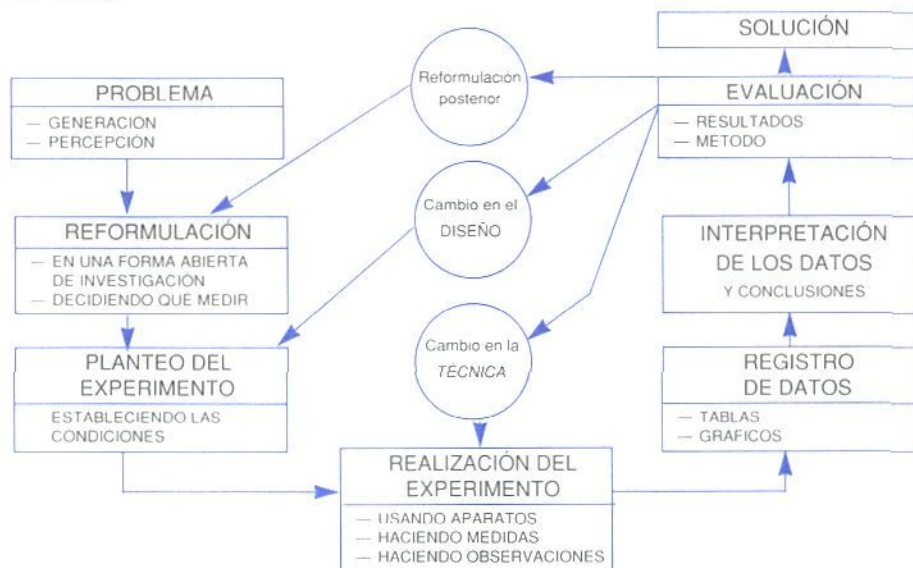 PROBLEMA
— GENERACION
— PERCEPCIÓN
REFORMULACIÓN
— EN UNA FORMA ABIERTA
DE INVESTIGACIÓN
— DECIDIENDO QUE MEDIR
PLANTEO DEL
EXPERIMENTO
ESTABLECIENDO LAS
CONDICIONES
Reformulación
posterior
Cambio en el
DISEÑO
Cambio en la
TÉCNICA
REALIZACIÓN DEL
EXPERIMENTO
— USANDO APARATOS
— HACIENDO MEDIDAS
— HACIENDO OBSERVACIONES
SOLUCIÓN
EVALUACIÓN
— RESULTADOS
— METODO
INTERPRETACIÓN
DE LOS DATOS
Y CONCLUSIONES
REGISTRO
DE DATOS
— TABLAS
— GRAFICOS